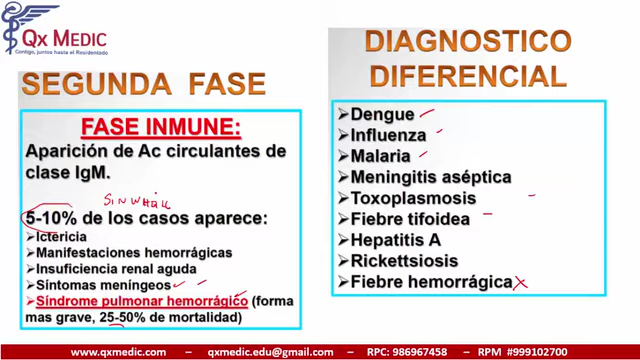 Qx MEDIC
Contigo, juntos hasta el Residentado
SEGUNDA FASE
FASE INMUNE:
Aparición de Ac circulantes de
clase IgM.
5-10% de los casos aparece:
Ictericia
Manifestaciones hemorrágicas
Insuficiencia renal aguda
Síntomas meníngeos
Síndrome pulmonar hemorrágico (forma
mas grave, 25-50% de mortalidad)
DIAGNOSTICO
DIFERENCIAL
Dengue
Influenza
Malaria
Meningitis aséptica
Toxoplasmosis
Fiebre tifoidea
Hepatitis A
Rickettsiosis
Fiebre hemorrágica
www.qxmedic.com – qxmedic.edu@gmail.com – RPC: 986967458 – RPM #999102700